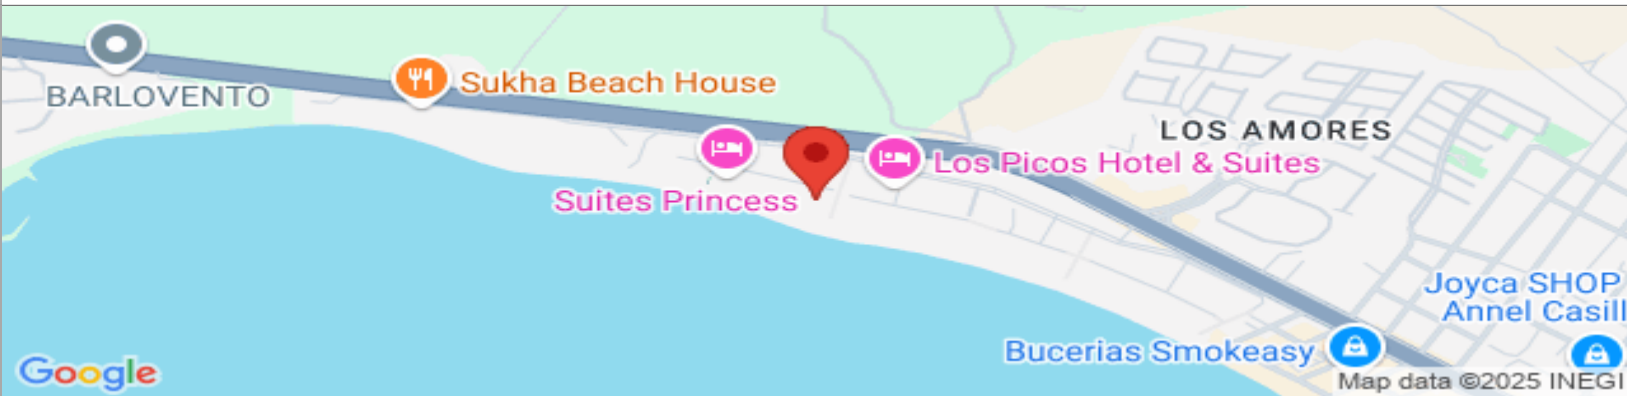 BARLOVENTO
Sukha Beach House
LOS AMORES
Los Picos Hotel & Suites
Suites Princess
Joyca SHOP
Annel Casill
Bucerias Smokeasy
Google
Map data ©2025 INEGI